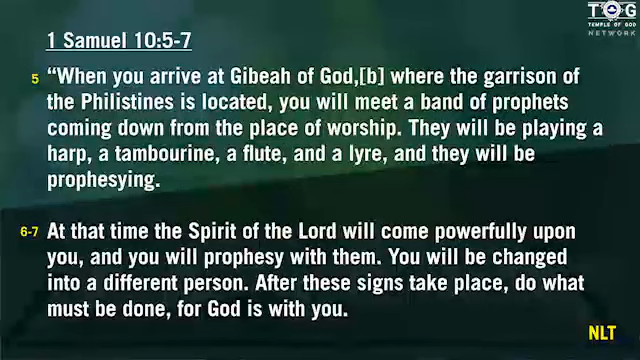 TOG
TEMPLE OF GOD
NETWORK
1 Samuel 10:5-7
5 “When you arrive at Gibeah of God,[b] where the garrison of
the Philistines is located, you will meet a band of prophets
coming down from the place of worship. They will be playing a
harp, a tambourine, a flute, and a lyre, and they will be
prophesying.
6-7 At that time the Spirit of the Lord will come powerfully upon
you, and you will prophesy with them. You will be changed
into a different person. After these signs take place, do what
must be done, for God is with you.
NLT